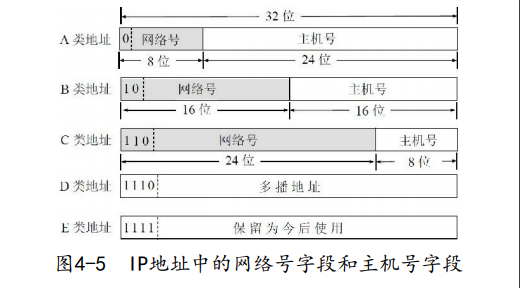 32 位
A 类地址 0 网络号 主机号
8 位 24 位
B 类地址 10 网络号 主机号
16 位 16 位
C 类地址 110 网络号 主机号
24 位 8 位
D 类地址 1110 多播地址
E 类地址 1111 保留为今后使用
图4-5 IP地址中的网络号字段和主机号字段